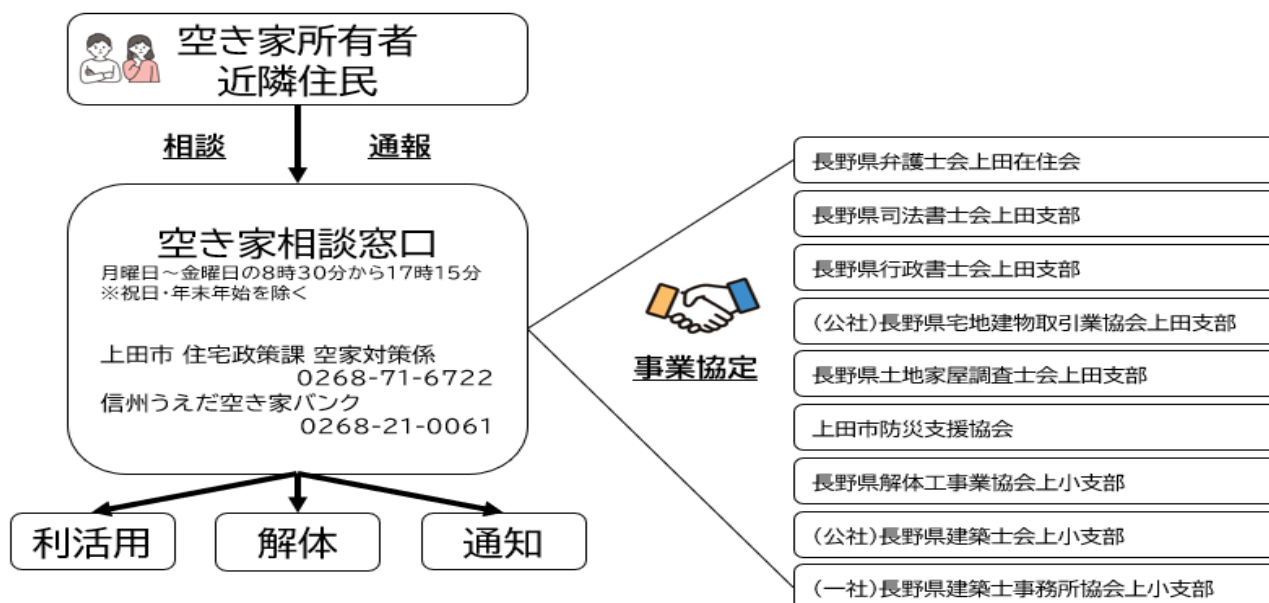 空き家所有者
近隣住民
相談
通報
空き家相談窓口
月曜日～金曜日の8時30分から17時15分
※祝日・年末年始を除く
上田市 住宅政策課 空家対策係
0268-71-6722
信州うえだ空き家バンク
0268-21-0061
利活用
解体
通知
事業協定
長野県弁護士会上田在住会
長野県司法書士会上田支部
長野県行政書士会上田支部
(公社)長野県宅地建物取引業協会上田支部
長野県土地家屋調査士会上田支部
上田市防災支援協会
長野県解体工事業協会上小支部
(公社)長野県建築士会上小支部
(一社)長野県建築士事務所協会上小支部